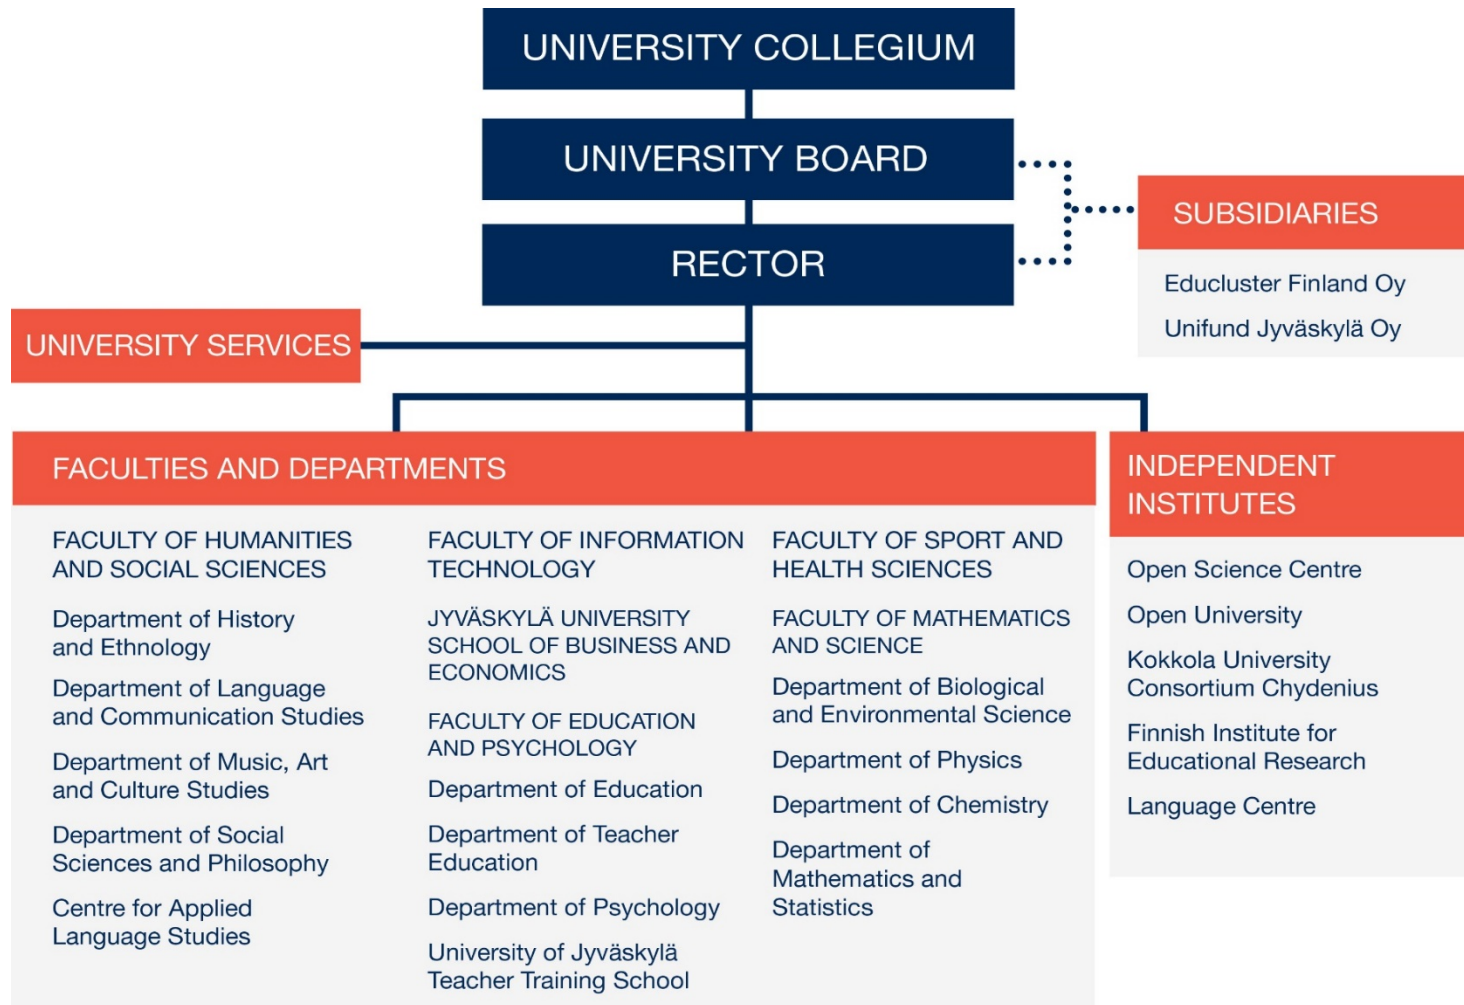 UNIVERSITY COLLEGIUM
UNIVERSITY BOARD
RECTOR
SUBSIDIARIES
Educluster Finland Oy
Unifund Jyväskylä Oy
UNIVERSITY SERVICES
FACULTIES AND DEPARTMENTS
FACULTY OF HUMANITIES
AND SOCIAL SCIENCES
Department of History
and Ethnology
Department of Language
and Communication Studies
Department of Music, Art
and Culture Studies
Department of Social
Sciences and Philosophy
Centre for Applied
Language Studies
FACULTY OF INFORMATION
TECHNOLOGY
JYVÄSKYLÄ UNIVERSITY
SCHOOL OF BUSINESS AND
ECONOMICS
FACULTY OF EDUCATION
AND PSYCHOLOGY
Department of Education
Department of Teacher
Education
Department of Psychology
University of Jyväskylä
Teacher Training School
FACULTY OF SPORT AND
HEALTH SCIENCES
FACULTY OF MATHEMATICS
AND SCIENCE
Department of Biological
and Environmental Science
Department of Physics
Department of Chemistry
Department of
Mathematics and
Statistics
INDEPENDENT
INSTITUTES
Open Science Centre
Open University
Kokkola University
Consortium Chydenius
Finnish Institute for
Educational Research
Language Centre